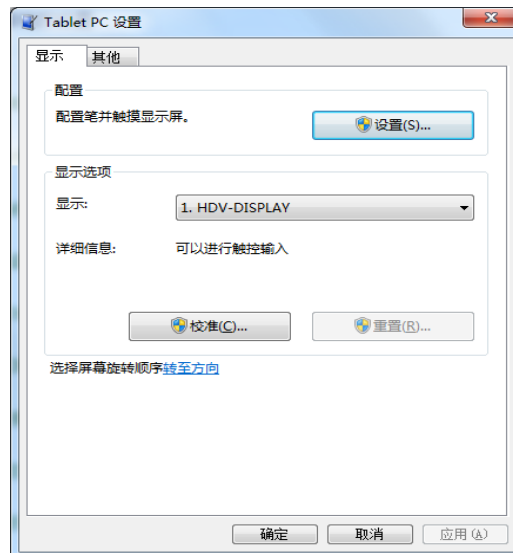 Tablet PC 设置
显示 其他
配置
配置笔并触摸显示屏。
设置(S)...
显示选项
显示: 1. HDV-DISPLAY
详细信息: 可以进行触控输入
校准(C)... 重置(R)...
选择屏幕旋转顺序转至方向
确定 取消 应用(A)